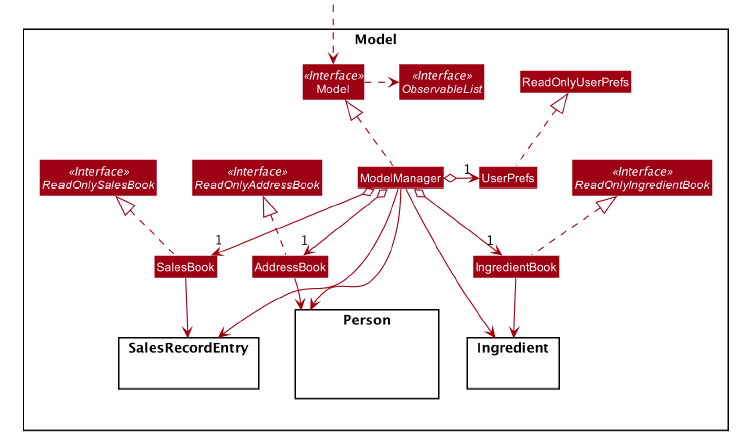 Model
«Interface»
Model
«Interface»
ObservableList
ReadOnlyUserPrefs
«Interface»
ReadOnlySalesBook
«Interface»
ReadOnlyAddressBook
ModelManager
1
UserPrefs
«Interface»
ReadOnlyIngredientBook
1
1
1
SalesBook
AddressBook
IngredientBook
SalesRecordEntry
Person
Ingredient